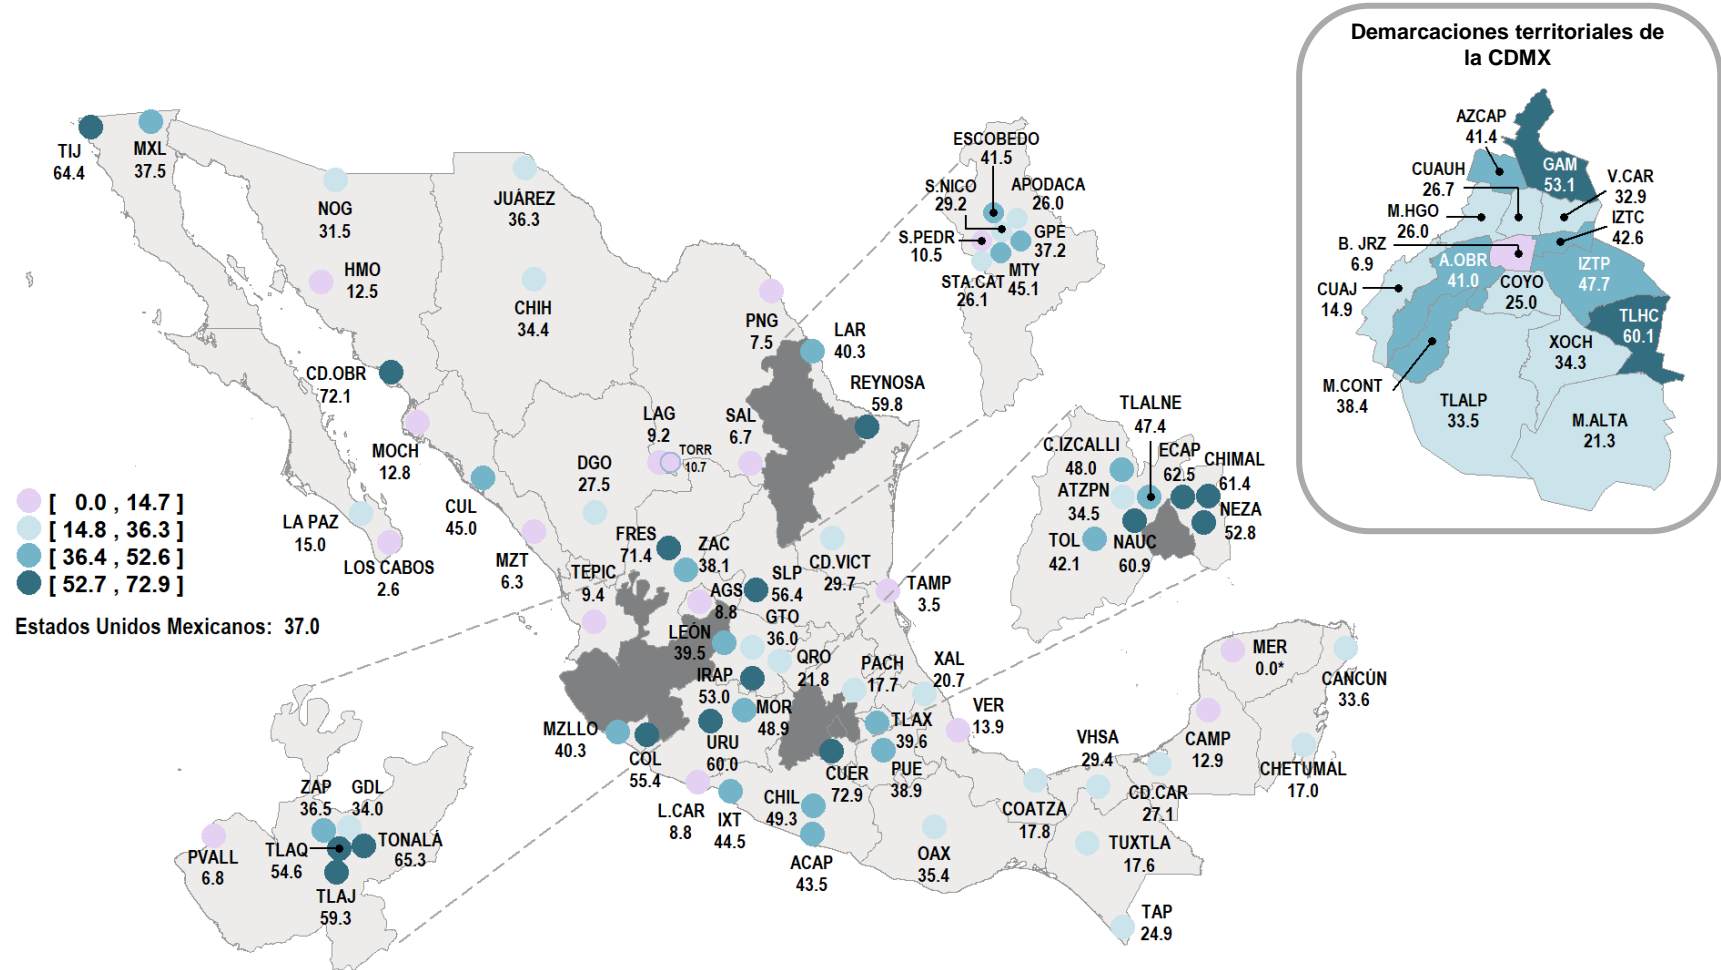 Demarcaciones territoriales de
la CDMX
AZCAP
41.4
GAM
53.1
CUAUH
26.7
V.CAR
32.9
M.HGO
26.0
IZTC
42.6
B. JRZ
6.9
A.OBR
41.0
IZTP
47.7
CUAJ
14.9
COYO
25.0
TLHC
60.1
XOCH
34.3
M.CONT
38.4
TLALP
33.5
M.ALTA
21.3
TIJ
64.4
MXL
37.5
NOG
31.5
JUÁREZ
36.3
HMO
12.5
CHIH
34.4
CD.OBR
72.1
MOCH
12.8
CUL
45.0
LA PAZ
15.0
LOS CABOS
2.6
MZT
6.3
DGO
27.5
LAG
9.2
TORR
10.7
SAL
6.7
PNG
7.5
LAR
40.3
REYNOSA
59.8
ESCOBEDO
41.5
S.NICO
29.2
APODACA
26.0
S.PEDR
10.5
GPE
37.2
STA.CAT
26.1
MTY
45.1
TLALNE
47.4
C.IZCALLI
48.0
ECAP
62.5
CHIMAL
61.4
ATZPN
34.5
NEZA
52.8
TOL
42.1
NAUC
60.9
FRES
71.4
ZAC
38.1
TEPIC
9.4
AGS
8.8
SLP
56.4
CD.VICT
29.7
TAMP
3.5
GTO
36.0
LEÓN
39.5
QRO
21.8
IRAP
53.0
PACH
17.7
XAL
20.7
MOR
48.9
MZLLO
40.3
COL
55.4
URU
60.0
TLAX
39.6
VER
13.9
CUER
72.9
PUE
38.9
L.CAR
8.8
IXT
44.5
CHIL
49.3
ACAP
43.5
OAX
35.4
COATZA
17.8
VHSA
29.4
CD.CAR
27.1
TUXTLA
17.6
TAP
24.9
MER
0.0*
CANCÚN
33.6
CAMP
12.9
CHETUMAL
17.0
[ 0.0 , 14.7 ]
[ 14.8 , 36.3 ]
[ 36.4 , 52.6 ]
[ 52.7 , 72.9 ]
Estados Unidos Mexicanos: 37.0
ZAP
36.5
GDL
34.0
PVALL
6.8
TLAQ
54.6
TONALÁ
65.3
TLAJ
59.3